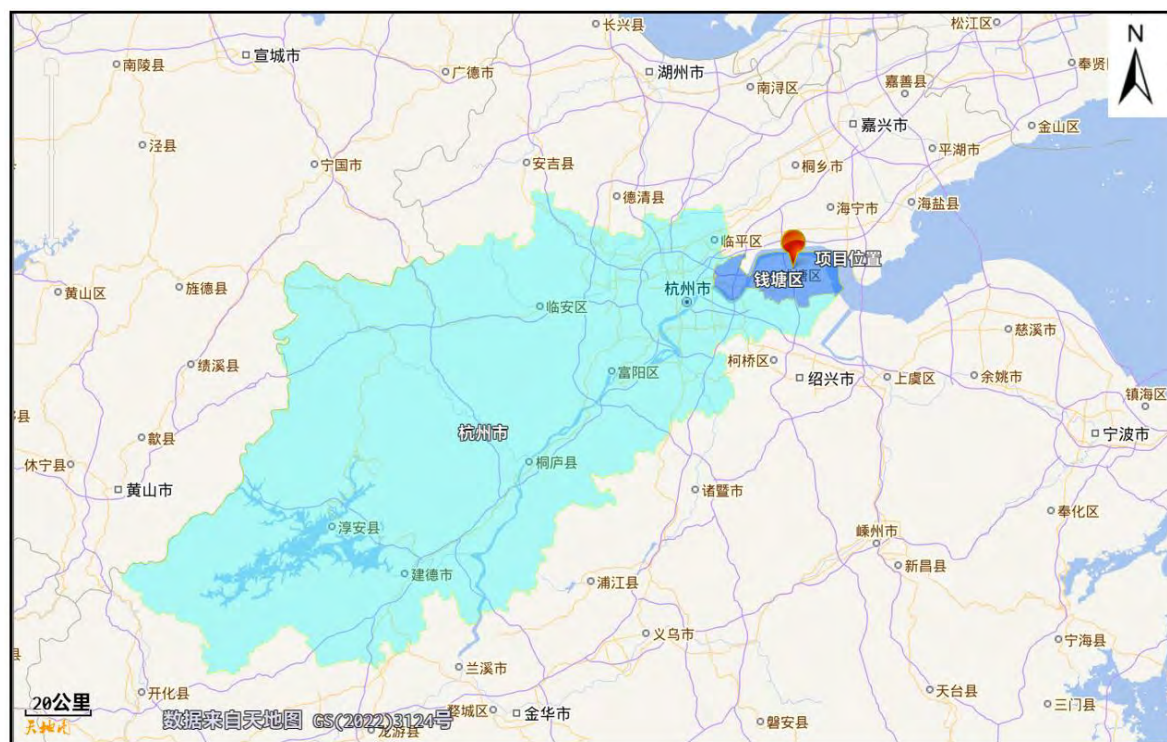 长兴县
松江区
南陵县
宣城市
广德市
湖州市
南浔区
嘉善县
奉贤
N
泾县
宁国市
安吉县
德清县
桐乡市
嘉兴市
平湖市
金山区
海宁市
海盐县
临平区
项目位置
钱塘区
黄山区
旌德县
临安区
杭州市
慈溪市
绩溪县
富阳区
柯桥区
绍兴市
上虞区
余姚市
镇海区
歙县
杭州市
宁波市
休宁县
黄山市
桐庐县
诸暨市
奉化区
淳安县
嵊州市
建德市
浦江县
新昌县
义乌市
宁海县
兰溪市
开化县
婺城区
金华市
天台县
三门县
磐安县
龙游县
20公里
天地图
数据来自天地图 GS(2022)3124号